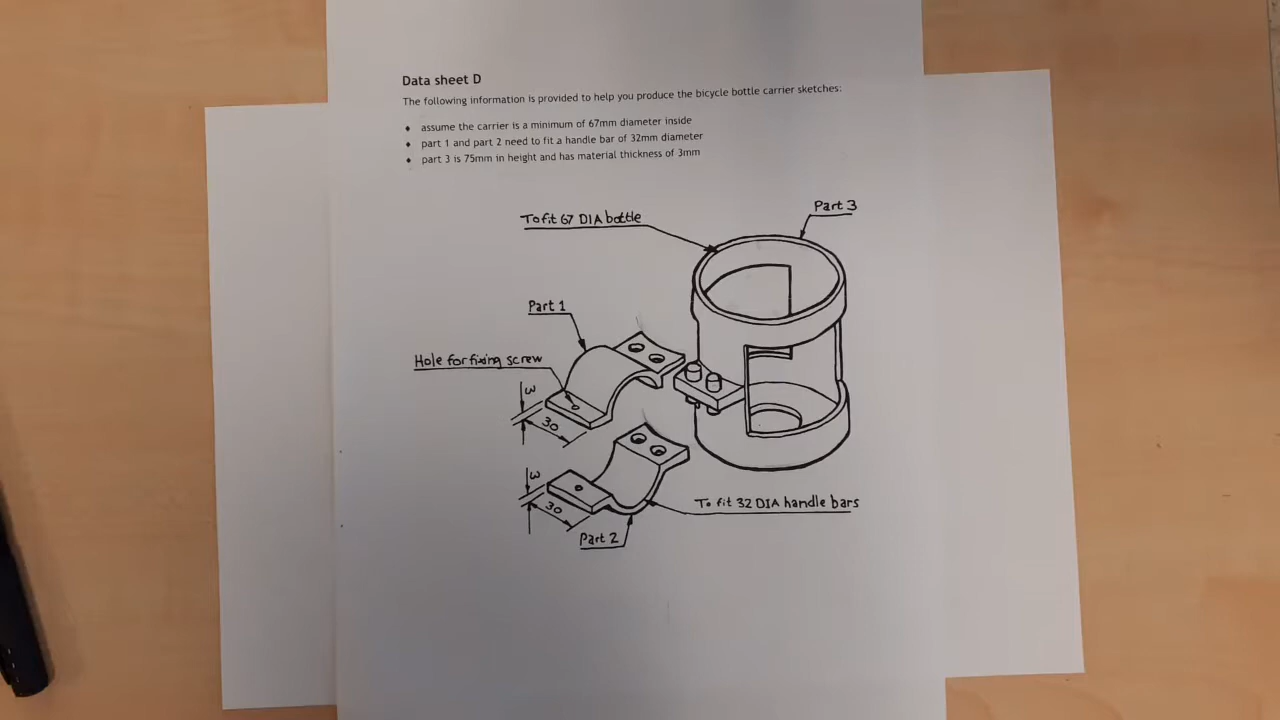 Data sheet D
The following information is provided to help you produce the bicycle bottle carrier sketches:
♦ assume the carrier is a minimum of 67mm diameter inside
♦ part 1 and part 2 need to fit a handle bar of 32mm diameter
♦ part 3 is 75mm in height and has material thickness of 3mm
Part 3
To fit 67 DIA bottle
Part 1
Hole for fixing screw
3
30
3
30
To fit 32 DIA handle bars
Part 2